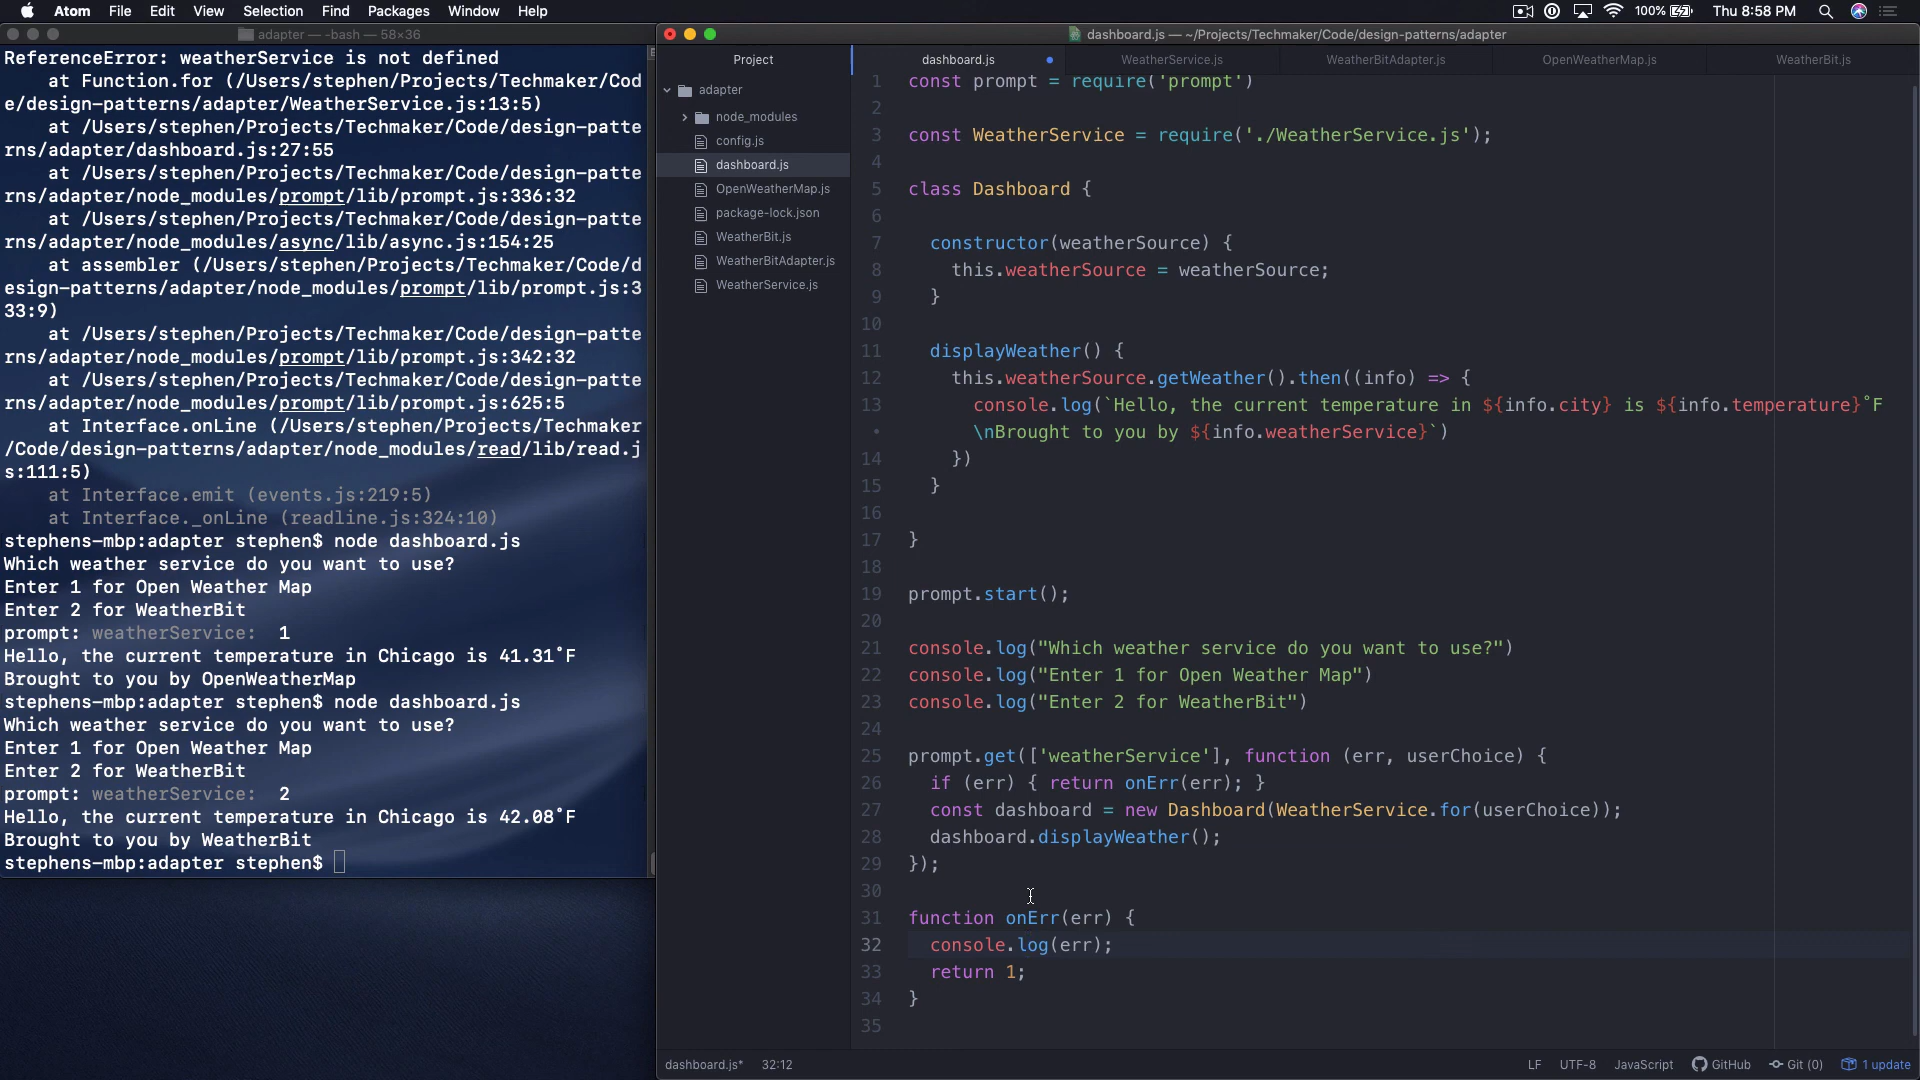 Atom File Edit View Selection Find Packages Window Help
100% Thu 8:58 PM
adapter — -bash — 58×36
ReferenceError: weatherService is not defined
at Function.for (/Users/stephen/Projects/Techmaker/Cod
e/design-patterns/adapter/WeatherService.js:13:5)
at /Users/stephen/Projects/Techmaker/Code/design-patte
rns/adapter/dashboard.js:27:55
at /Users/stephen/Projects/Techmaker/Code/design-patte
rns/adapter/node_modules/prompt/lib/prompt.js:336:32
at /Users/stephen/Projects/Techmaker/Code/design-patte
rns/adapter/node_modules/async/lib/async.js:154:25
at assembler (/Users/stephen/Projects/Techmaker/Code/d
esign-patterns/adapter/node_modules/prompt/lib/prompt.js:3
33:9)
at /Users/stephen/Projects/Techmaker/Code/design-patte
rns/adapter/node_modules/prompt/lib/prompt.js:342:32
at /Users/stephen/Projects/Techmaker/Code/design-patte
rns/adapter/node_modules/prompt/lib/prompt.js:625:5
at Interface.onLine (/Users/stephen/Projects/Techmaker
/Code/design-patterns/adapter/node_modules/read/lib/read.j
s:111:5)
at Interface.emit (events.js:219:5)
at Interface._onLine (readline.js:324:10)
stephens-mbp:adapter stephen$ node dashboard.js
Which weather service do you want to use?
Enter 1 for Open Weather Map
Enter 2 for WeatherBit
prompt: weatherService:  1
Hello, the current temperature in Chicago is 41.31˚F
Brought to you by OpenWeatherMap
stephens-mbp:adapter stephen$ node dashboard.js
Which weather service do you want to use?
Enter 1 for Open Weather Map
Enter 2 for WeatherBit
prompt: weatherService:  2
Hello, the current temperature in Chicago is 42.08˚F
Brought to you by WeatherBit
stephens-mbp:adapter stephen$
dashboard.js — ~/Projects/Techmaker/Code/design-patterns/adapter
Project
adapter
node_modules
config.js
dashboard.js
OpenWeatherMap.js
package-lock.json
WeatherBit.js
WeatherBitAdapter.js
WeatherService.js
dashboard.js WeatherService.js WeatherBitAdapter.js OpenWeatherMap.js WeatherBit.js
1 const prompt = require('prompt')
2
3 const WeatherService = require('./WeatherService.js');
4
5 class Dashboard {
6
7 constructor(weatherSource) {
8 this.weatherSource = weatherSource;
9 }
10
11 displayWeather() {
12 this.weatherSource.getWeather().then((info) => {
13 console.log(`Hello, the current temperature in ${info.city} is ${info.temperature}˚F
• \nBrought to you by ${info.weatherService}`)
14 })
15 }
16
17 }
18
19 prompt.start();
20
21 console.log("Which weather service do you want to use?")
22 console.log("Enter 1 for Open Weather Map")
23 console.log("Enter 2 for WeatherBit")
24
25 prompt.get(['weatherService'], function (err, userChoice) {
26 if (err) { return onErr(err); }
27 const dashboard = new Dashboard(WeatherService.for(userChoice));
28 dashboard.displayWeather();
29 });
30
31 function onErr(err) {
32 console.log(err);
33 return 1;
34 }
35
dashboard.js* 32:12
LF UTF-8 JavaScript GitHub Git (0) 1 update